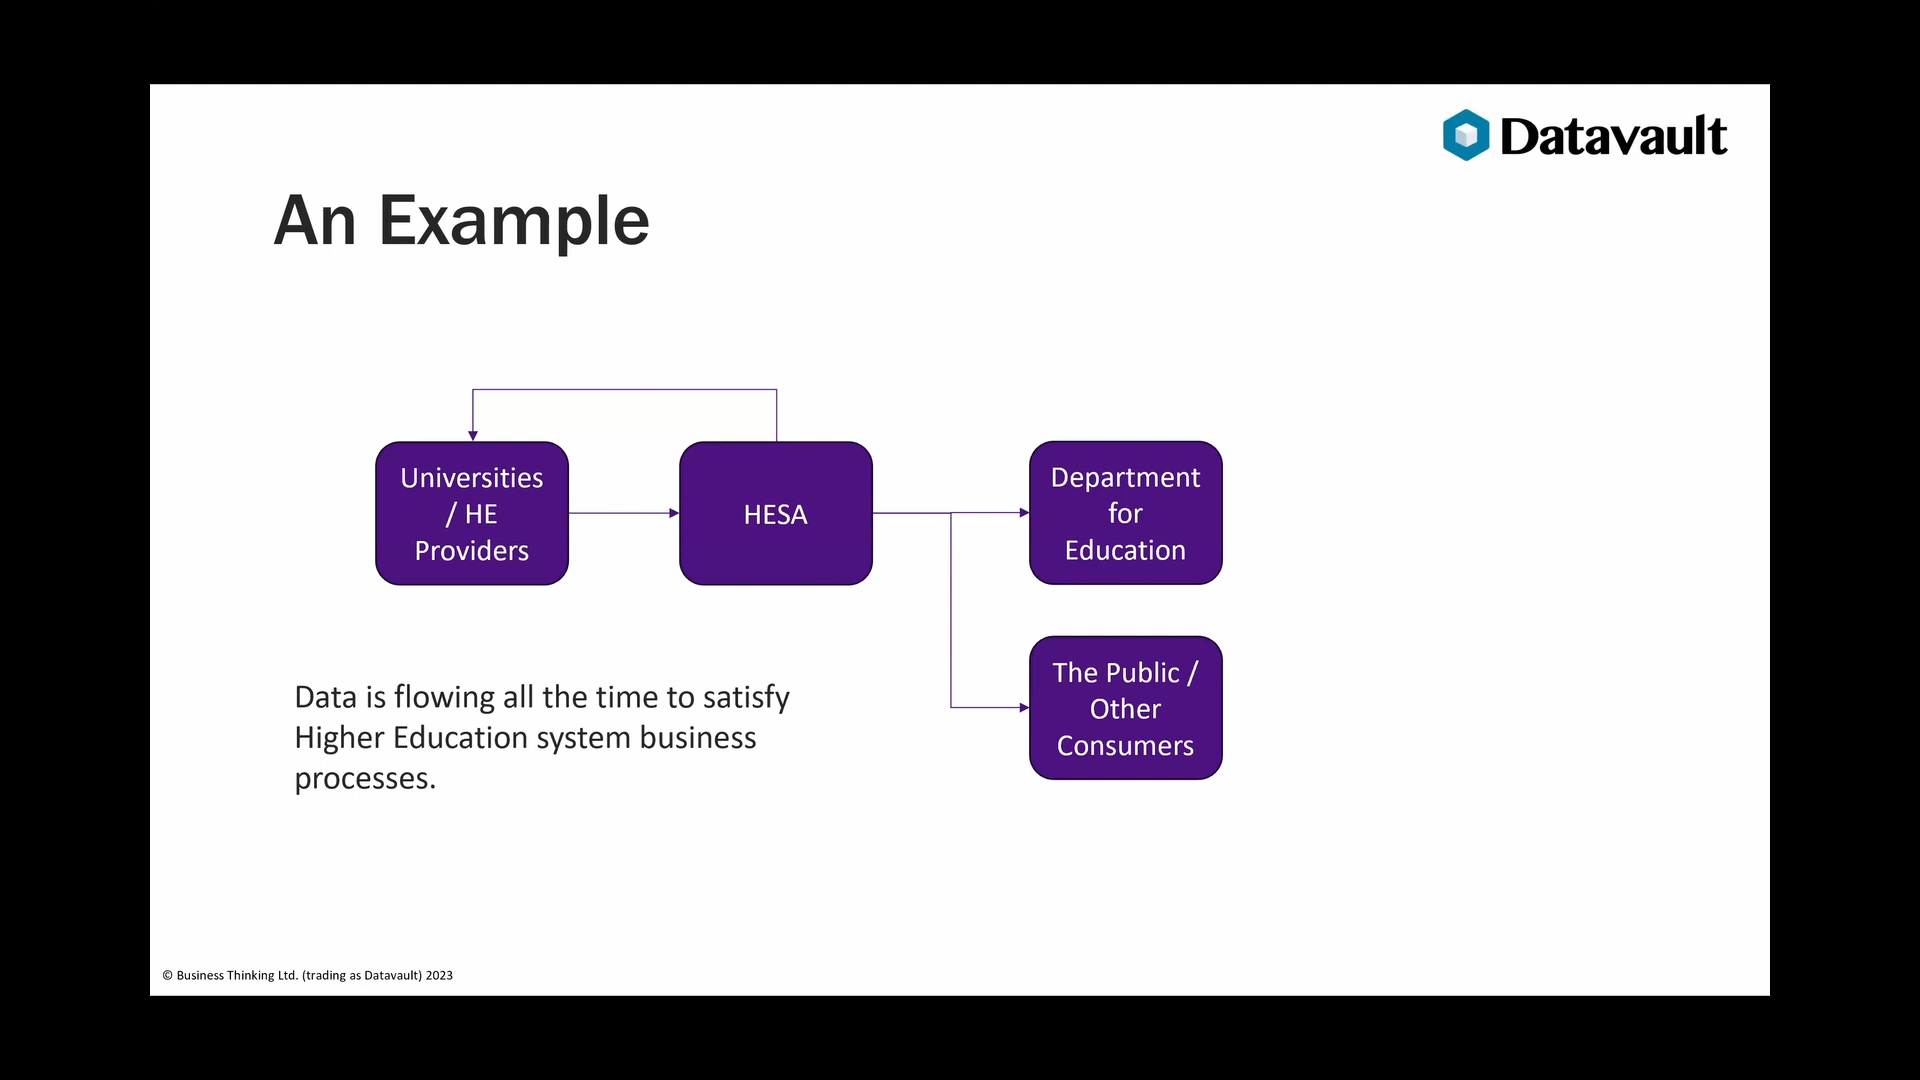 Datavault
An Example
Universities
/ HE
Providers
HESA
Department
for
Education
The Public /
Other
Consumers
Data is flowing all the time to satisfy
Higher Education system business
processes.
© Business Thinking Ltd. (trading as Datavault) 2023